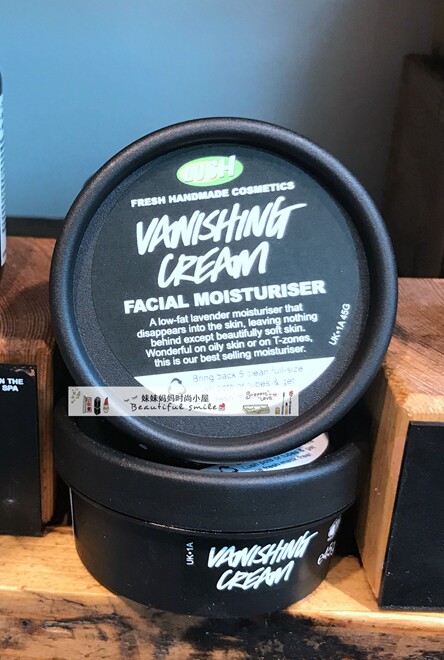 LUSH
FRESH HANDMADE COSMETICS
VANISHING
CREAM
FACIAL MOISTURISER
A low-fat lavender moisturiser that
disappears into the skin, leaving nothing
behind except beautifully soft skin.
Wonderful on oily skin or on T-zones,
this is our best selling moisturiser.
UK•1A 45G
Bring back 5 clean full-size
妹妹妈妈时尚小屋
Beautiful smile
IN THE
SPA
UK•1A
VANISHING
CREAM